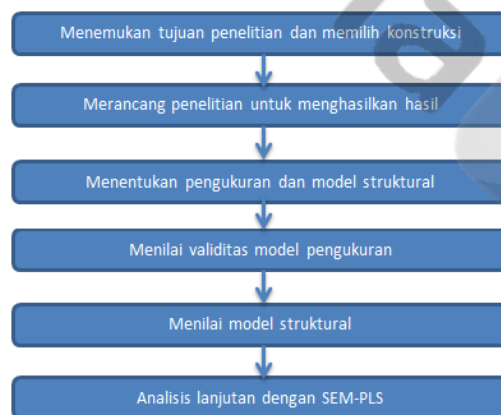 Menemukan tujuan penelitian dan memilih konstruksi
Merancang penelitian untuk menghasilkan hasil
Menentukan pengukuran dan model struktural
Menilai validitas model pengukuran
Menilai model struktural
Analisis lanjutan dengan SEM-PLS